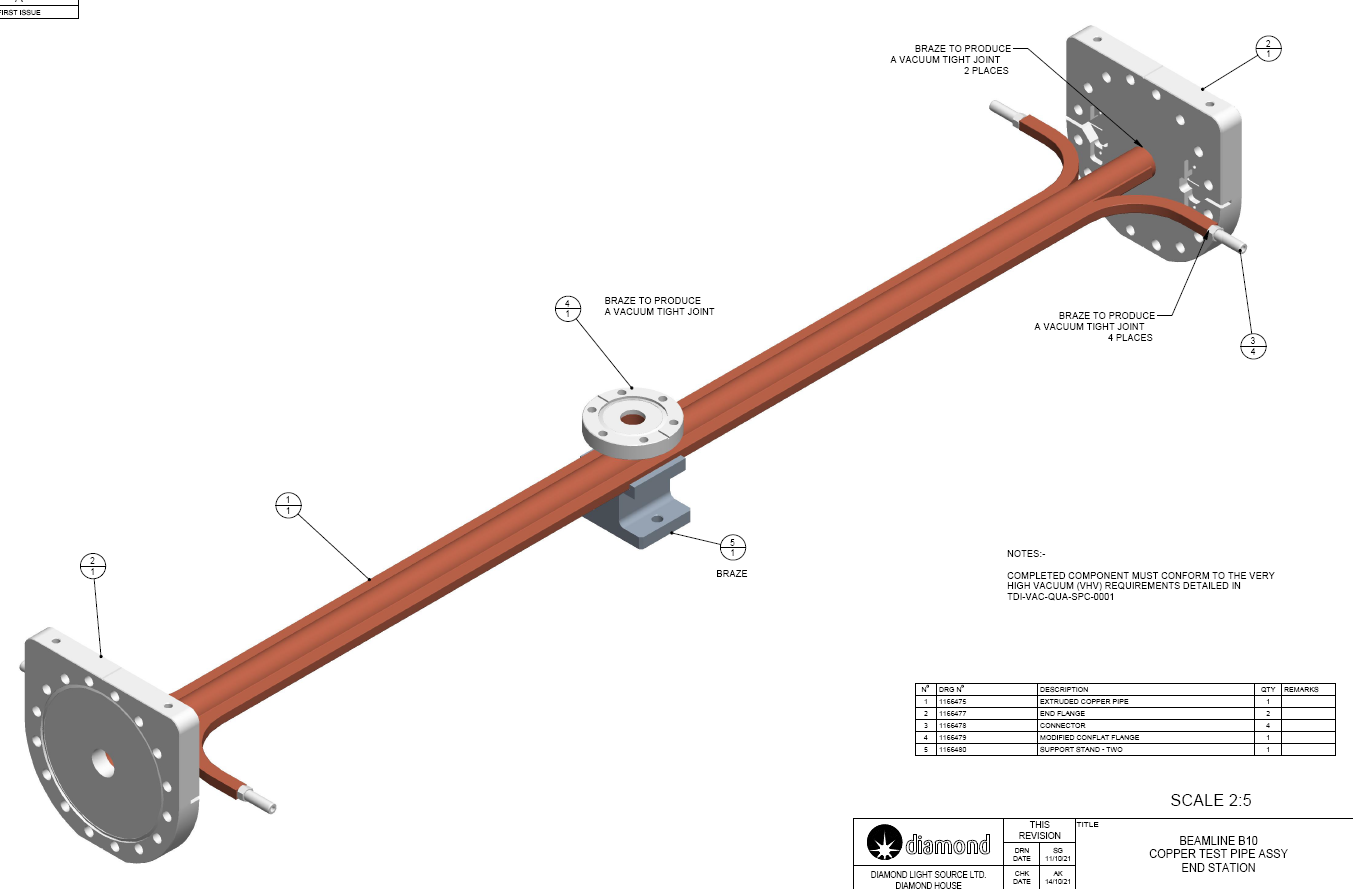 FIRST ISSUE
BRAZE TO PRODUCE
A VACUUM TIGHT JOINT
2 PLACES
2
1
BRAZE TO PRODUCE
A VACUUM TIGHT JOINT
4
1
BRAZE TO PRODUCE
A VACUUM TIGHT JOINT
4 PLACES
3
4
1
1
5
1
BRAZE
2
1
NOTES:-
COMPLETED COMPONENT MUST CONFORM TO THE VERY
HIGH VACUUM (VHV) REQUIREMENTS DETAILED IN
TDI-VAC-QUA-SPC-0001
Nº DRG Nº DESCRIPTION QTY REMARKS
1 1166475 EXTRUDED COPPER PIPE 1
2 1166477 END FLANGE 2
3 1166478 CONNECTOR 4
4 1166479 MODIFIED CONFLAT FLANGE 1
5 1166480 SUPPORT STAND - TWO 1
SCALE 2:5
diamond
DIAMOND LIGHT SOURCE LTD.
DIAMOND HOUSE
THIS
REVISION
DRN SG
DATE 11/10/21
CHK AK
DATE 14/10/21
TITLE
BEAMLINE B10
COPPER TEST PIPE ASSY
END STATION